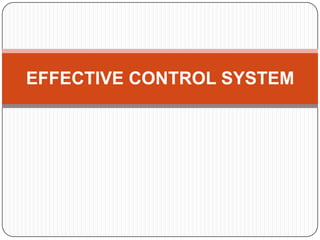 EFFECTIVE CONTROL SYSTEM